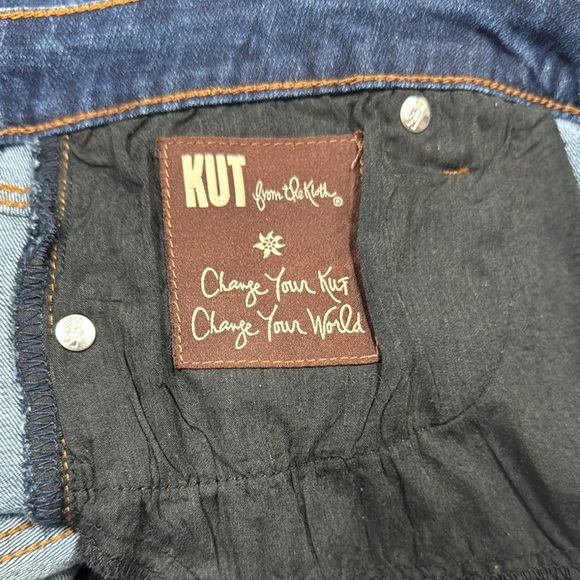 KUT from the Kloth®
Change Your Kut
Change Your World